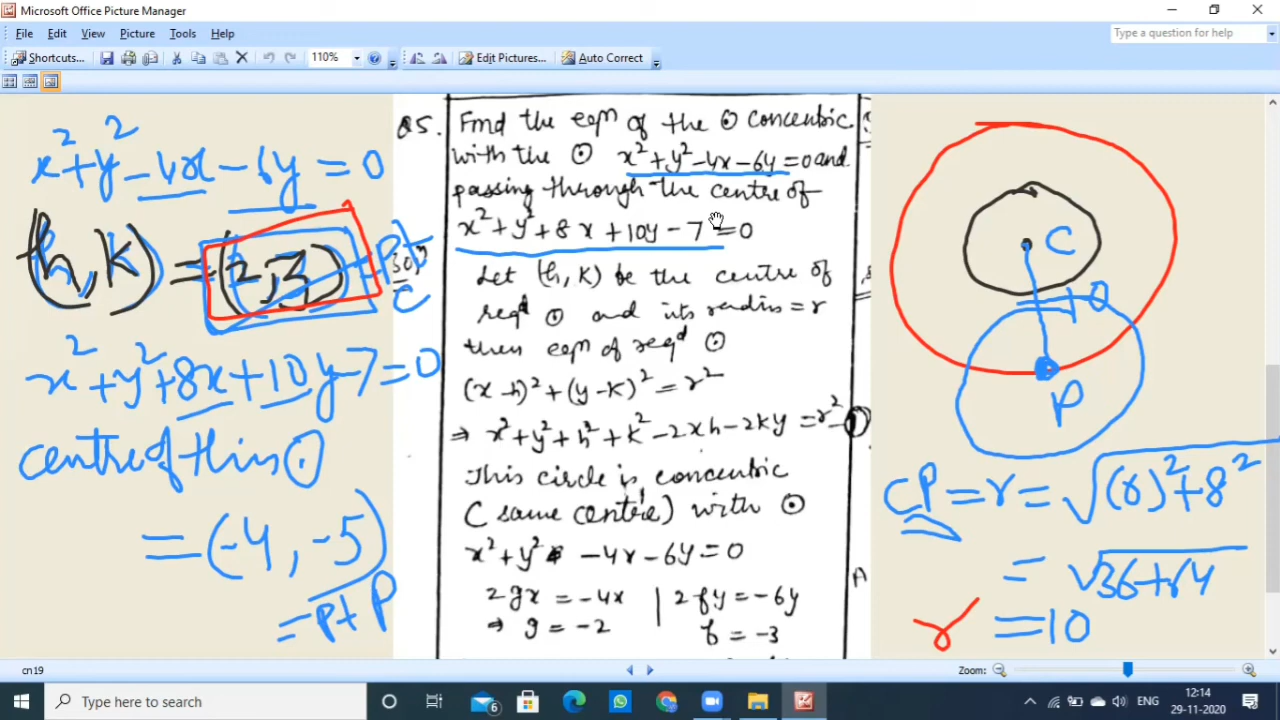 Microsoft Office Picture Manager
File Edit View Picture Tools Help
Type a question for help
Shortcuts... 110% Edit Pictures... Auto Correct
x²+y²-4x-6y=0
(h,k)=(2,3) Pt C
x²+y²+8x+10y-7=0
centre of this ⊙
=(-4,-5)
=pt P
Q5. Find the eqn of the ⊙ concentric
with the ⊙ x²+y²-4x-6y=0 and
passing through the centre of
x²+y²+8x+10y-7=0
Let (h,k) be the centre of
reqd ⊙ and its radius=r
then eqn of reqd ⊙
(x-h)²+(y-k)²=r²
⇒ x²+y²+h²+k²-2xh-2ky=r²-①
This circle is concentric
(same centre) with ⊙
x²+y²-4x-6y=0
2gx=-4x | 2fy=-6y
⇒ g=-2 f=-3
A
C
10
P
CP=r=√(6)²+8²
=√36+64
r =10
cn19
Zoom:
Type here to search
6
ENG
12:14
29-11-2020